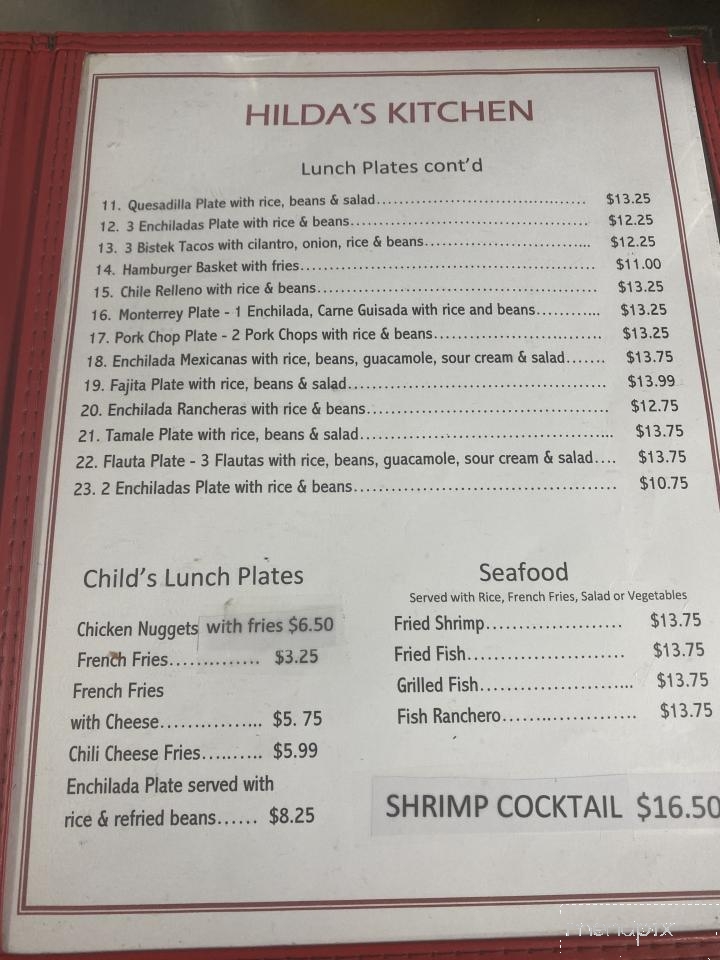 HILDA'S KITCHEN
Lunch Plates cont'd
11. Quesadilla Plate with rice, beans & salad.......................................... $13.25
12. 3 Enchiladas Plate with rice & beans................................................ $12.25
13. 3 Bistek Tacos with cilantro, onion, rice & beans................................. $12.25
14. Hamburger Basket with fries........................................................... $11.00
15. Chile Relleno with rice & beans........................................................ $13.25
16. Monterrey Plate - 1 Enchilada, Carne Guisada with rice and beans............ $13.25
17. Pork Chop Plate - 2 Pork Chops with rice & beans.................................. $13.25
18. Enchilada Mexicanas with rice, beans, guacamole, sour cream & salad....... $13.75
19. Fajita Plate with rice, beans & salad.................................................... $13.99
20. Enchilada Rancheras with rice & beans................................................ $12.75
21. Tamale Plate with rice, beans & salad.................................................. $13.75
22. Flauta Plate - 3 Flautas with rice, beans, guacamole, sour cream & salad.... $13.75
23. 2 Enchiladas Plate with rice & beans.................................................... $10.75
Child's Lunch Plates
Chicken Nuggets with fries $6.50
French Fries.............. $3.25
French Fries
with Cheese................ $5. 75
Chili Cheese Fries.......... $5.99
Enchilada Plate served with
rice & refried beans...... $8.25
Seafood
Served with Rice, French Fries, Salad or Vegetables
Fried Shrimp..................... $13.75
Fried Fish........................ $13.75
Grilled Fish........................ $13.75
Fish Ranchero..................... $13.75
SHRIMP COCKTAIL $16.50
menupix